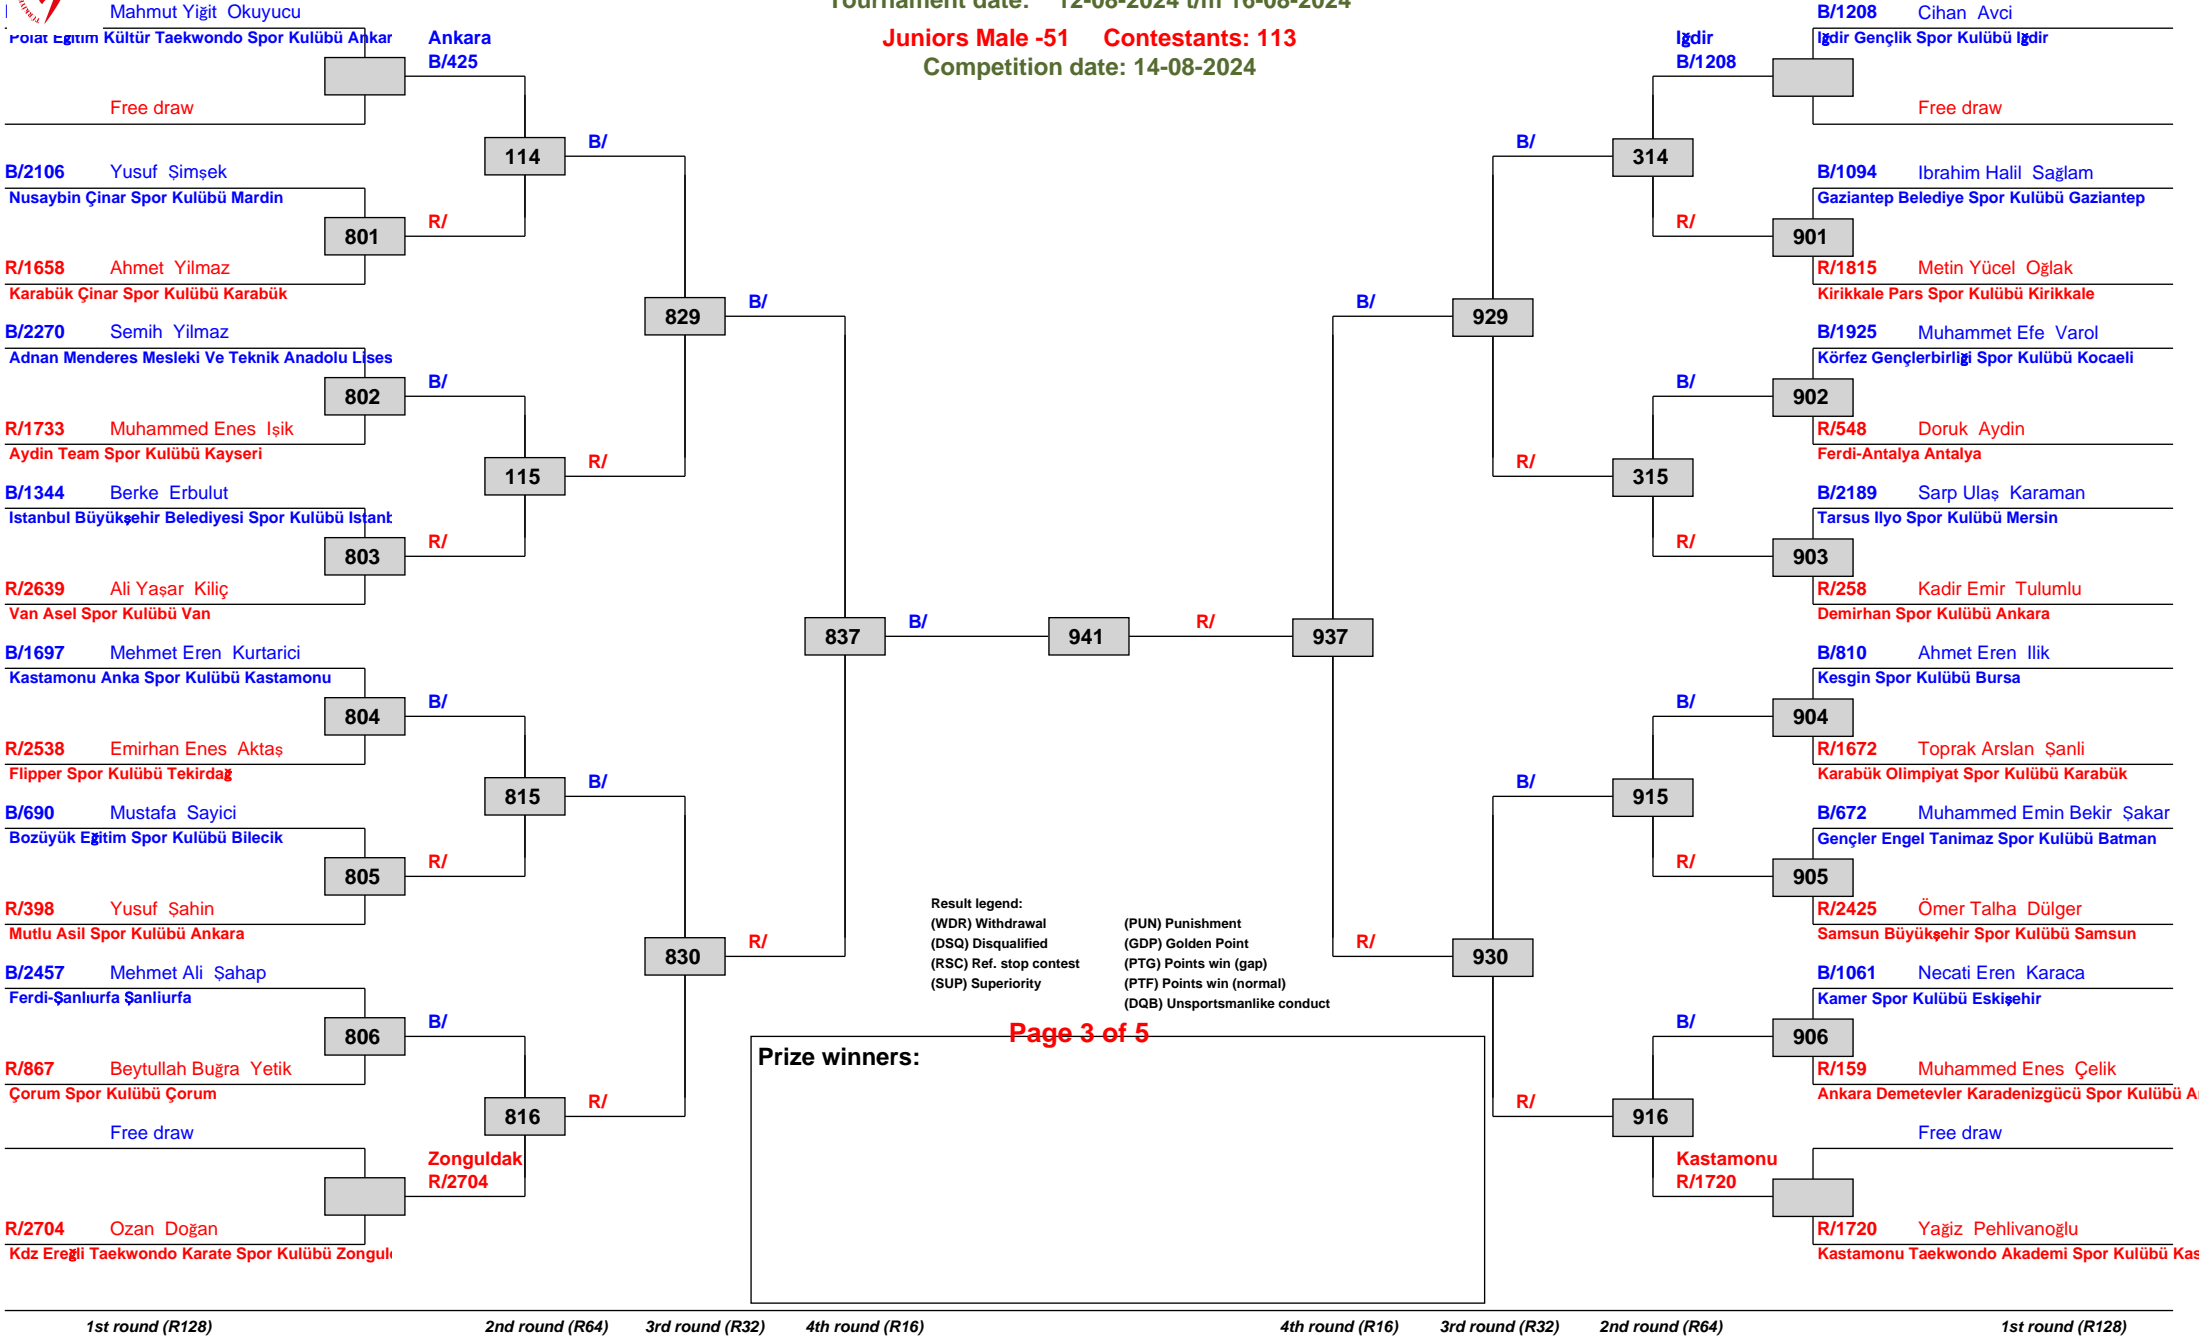 Tournament date: 12-08-2024 t/m 16-08-2024
Juniors Male -51 Contestants: 113
Competition date: 14-08-2024
Mahmut Yiğit Okuyucu
Polat Eğitim Kültür Taekwondo Spor Kulübü Ankar
Ankara
B/425
Free draw
114
B/
B/2106 Yusuf Şimşek
Nusaybin Çinar Spor Kulübü Mardin
801
R/
R/1658 Ahmet Yilmaz
Karabük Çinar Spor Kulübü Karabük
829
B/
B/2270 Semih Yilmaz
Adnan Menderes Mesleki Ve Teknik Anadolu Lises
802
B/
R/1733 Muhammed Enes Işik
Aydin Team Spor Kulübü Kayseri
115
R/
B/1344 Berke Erbulut
Istanbul Büyükşehir Belediyesi Spor Kulübü Istanb
803
R/
R/2639 Ali Yaşar Kiliç
Van Asel Spor Kulübü Van
837
B/
941
R/
937
B/1697 Mehmet Eren Kurtarici
Kastamonu Anka Spor Kulübü Kastamonu
804
B/
R/2538 Emirhan Enes Aktaş
Flipper Spor Kulübü Tekirdağ
815
B/
B/690 Mustafa Sayici
Bozüyük Eğitim Spor Kulübü Bilecik
805
R/
R/398 Yusuf Şahin
Mutlu Asil Spor Kulübü Ankara
830
R/
B/2457 Mehmet Ali Şahap
Ferdi-Şanlıurfa Şanliurfa
806
B/
R/867 Beytullah Buğra Yetik
Çorum Spor Kulübü Çorum
816
R/
Free draw
Zonguldak
R/2704
R/2704 Ozan Doğan
Kdz Ereğli Taekwondo Karate Spor Kulübü Zongul
B/1208 Cihan Avci
Iğdir Gençlik Spor Kulübü Iğdir
Iğdir
B/1208
Free draw
B/
314
B/1094 Ibrahim Halil Sağlam
Gaziantep Belediye Spor Kulübü Gaziantep
R/
901
R/1815 Metin Yücel Oğlak
Kirikkale Pars Spor Kulübü Kirikkale
B/
929
B/1925 Muhammet Efe Varol
Körfez Gençlerbirliği Spor Kulübü Kocaeli
B/
902
R/548 Doruk Aydin
Ferdi-Antalya Antalya
R/
315
B/2189 Sarp Ulaş Karaman
Tarsus Ilyo Spor Kulübü Mersin
R/
903
R/258 Kadir Emir Tulumlu
Demirhan Spor Kulübü Ankara
B/810 Ahmet Eren Ilik
Kesgin Spor Kulübü Bursa
B/
904
R/1672 Toprak Arslan Şanli
Karabük Olimpiyat Spor Kulübü Karabük
B/
915
B/672 Muhammed Emin Bekir Şakar
Gençler Engel Tanimaz Spor Kulübü Batman
R/
905
R/2425 Ömer Talha Dülger
Samsun Büyükşehir Spor Kulübü Samsun
R/
930
B/1061 Necati Eren Karaca
Kamer Spor Kulübü Eskişehir
B/
906
R/159 Muhammed Enes Çelik
Ankara Demetevler Karadenizgücü Spor Kulübü A
R/
916
Free draw
Kastamonu
R/1720
R/1720 Yağiz Pehlivanoğlu
Kastamonu Taekwondo Akademi Spor Kulübü Kas
Result legend:
(WDR) Withdrawal (PUN) Punishment
(DSQ) Disqualified (GDP) Golden Point
(RSC) Ref. stop contest (PTG) Points win (gap)
(SUP) Superiority (PTF) Points win (normal)
(DQB) Unsportsmanlike conduct
Page 3 of 5
Prize winners:
1st round (R128) 2nd round (R64) 3rd round (R32) 4th round (R16) 4th round (R16) 3rd round (R32) 2nd round (R64) 1st round (R128)